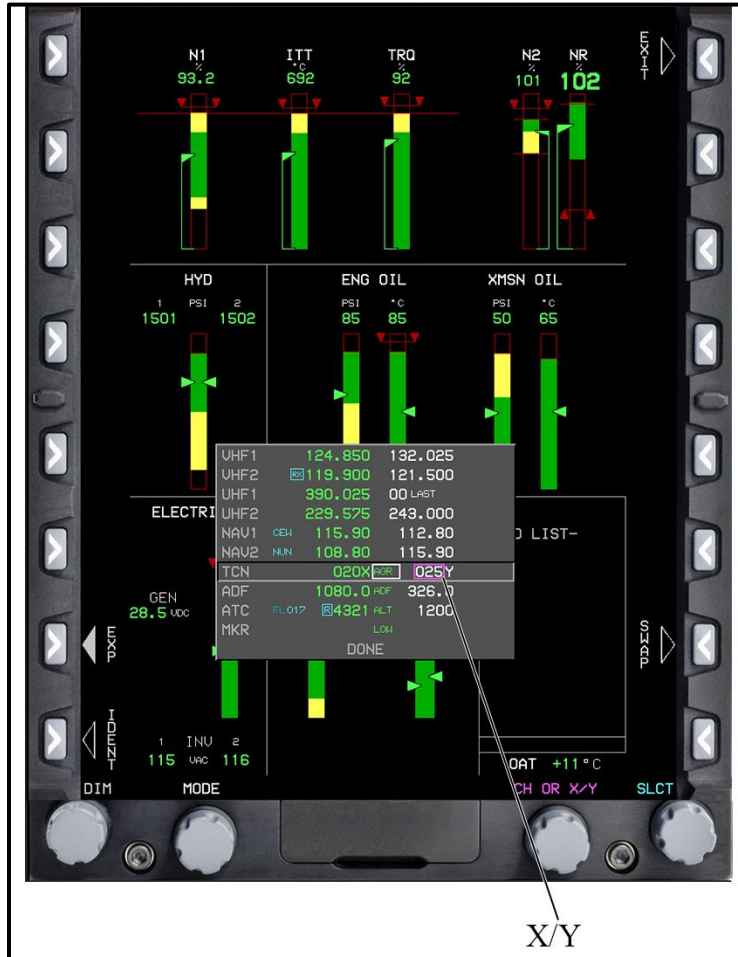 N1 ITT TRQ N2 NR
% °C % % %
93.2 692 92 101 102
EXIT
HYD ENG OIL XMSN OIL
1 PSI 2 PSI °C PSI °C
1501 1502 85 85 50 65
VHF1 124.850 132.025
VHF2 RX 119.900 121.500
UHF1 390.025 00 LAST
UHF2 229.575 243.000
NAV1 CEW 115.90 112.80
NAV2 NUN 108.80 115.90
TCN 020X AGR 025Y
ADF 1080.0 ADF 326.0
ATC FL017 R 4321 ALT 1200
MKR LOW
DONE
ELECTRI
LIST-
GEN
28.5 VDC
EXP
SWAP
IDENT
1 INV 2
115 VAC 116
OAT +11°C
DIM MODE CH OR X/Y SLCT
X/Y